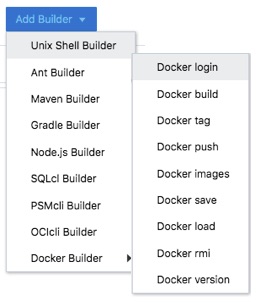 Add Builder
Unix Shell Builder
Ant Builder
Maven Builder
Gradle Builder
Node.js Builder
SQLcl Builder
PSMcli Builder
OCIcli Builder
Docker Builder
Docker login
Docker build
Docker tag
Docker push
Docker images
Docker save
Docker load
Docker rmi
Docker version